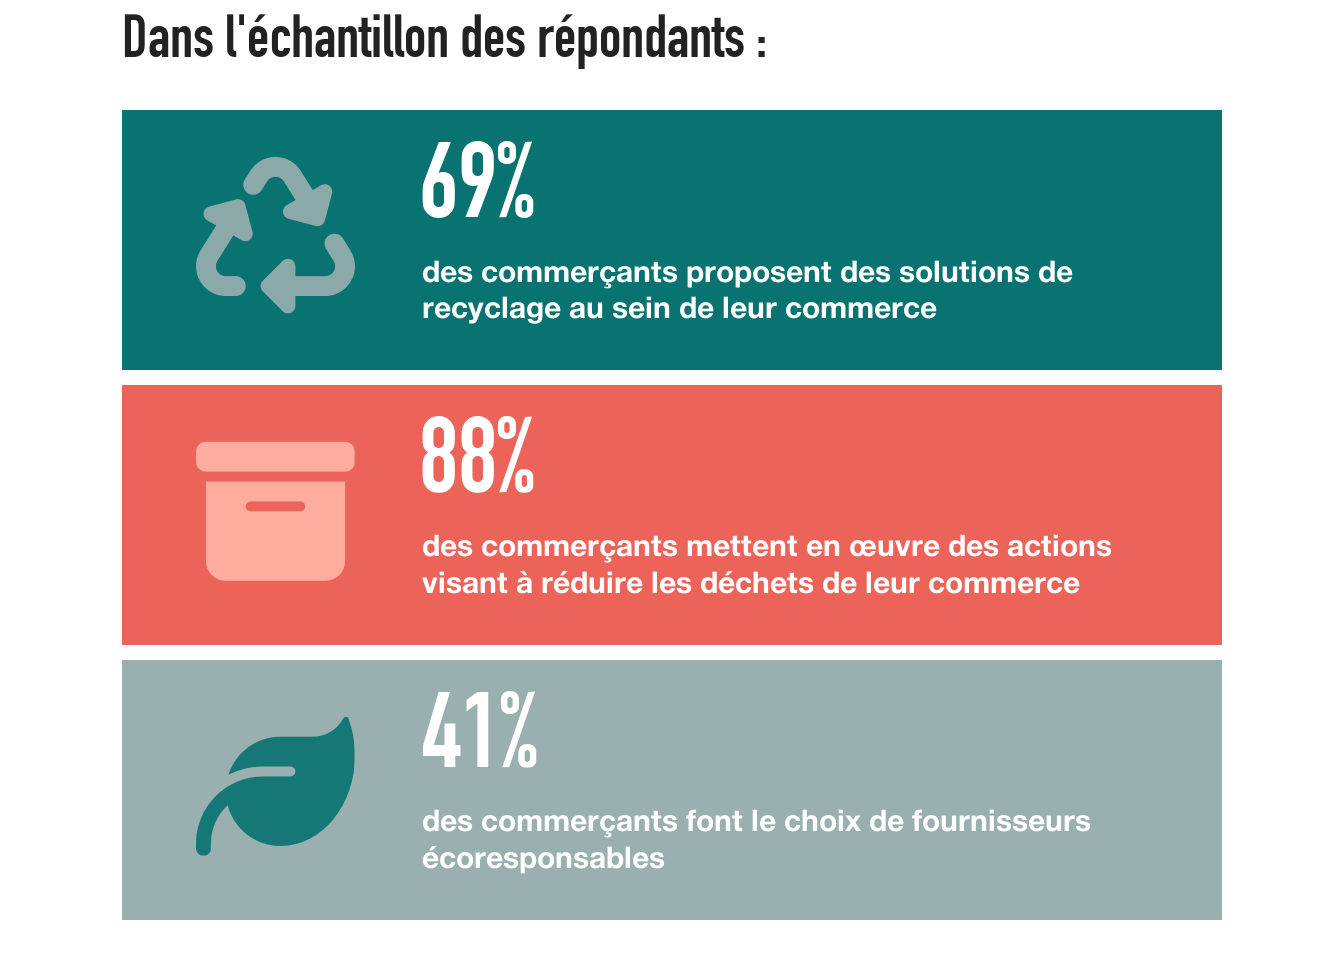 Dans l'échantillon des répondants :
69%
des commerçants proposent des solutions de
recyclage au sein de leur commerce
88%
des commerçants mettent en œuvre des actions
visant à réduire les déchets de leur commerce
41%
des commerçants font le choix de fournisseurs
écoresponsables